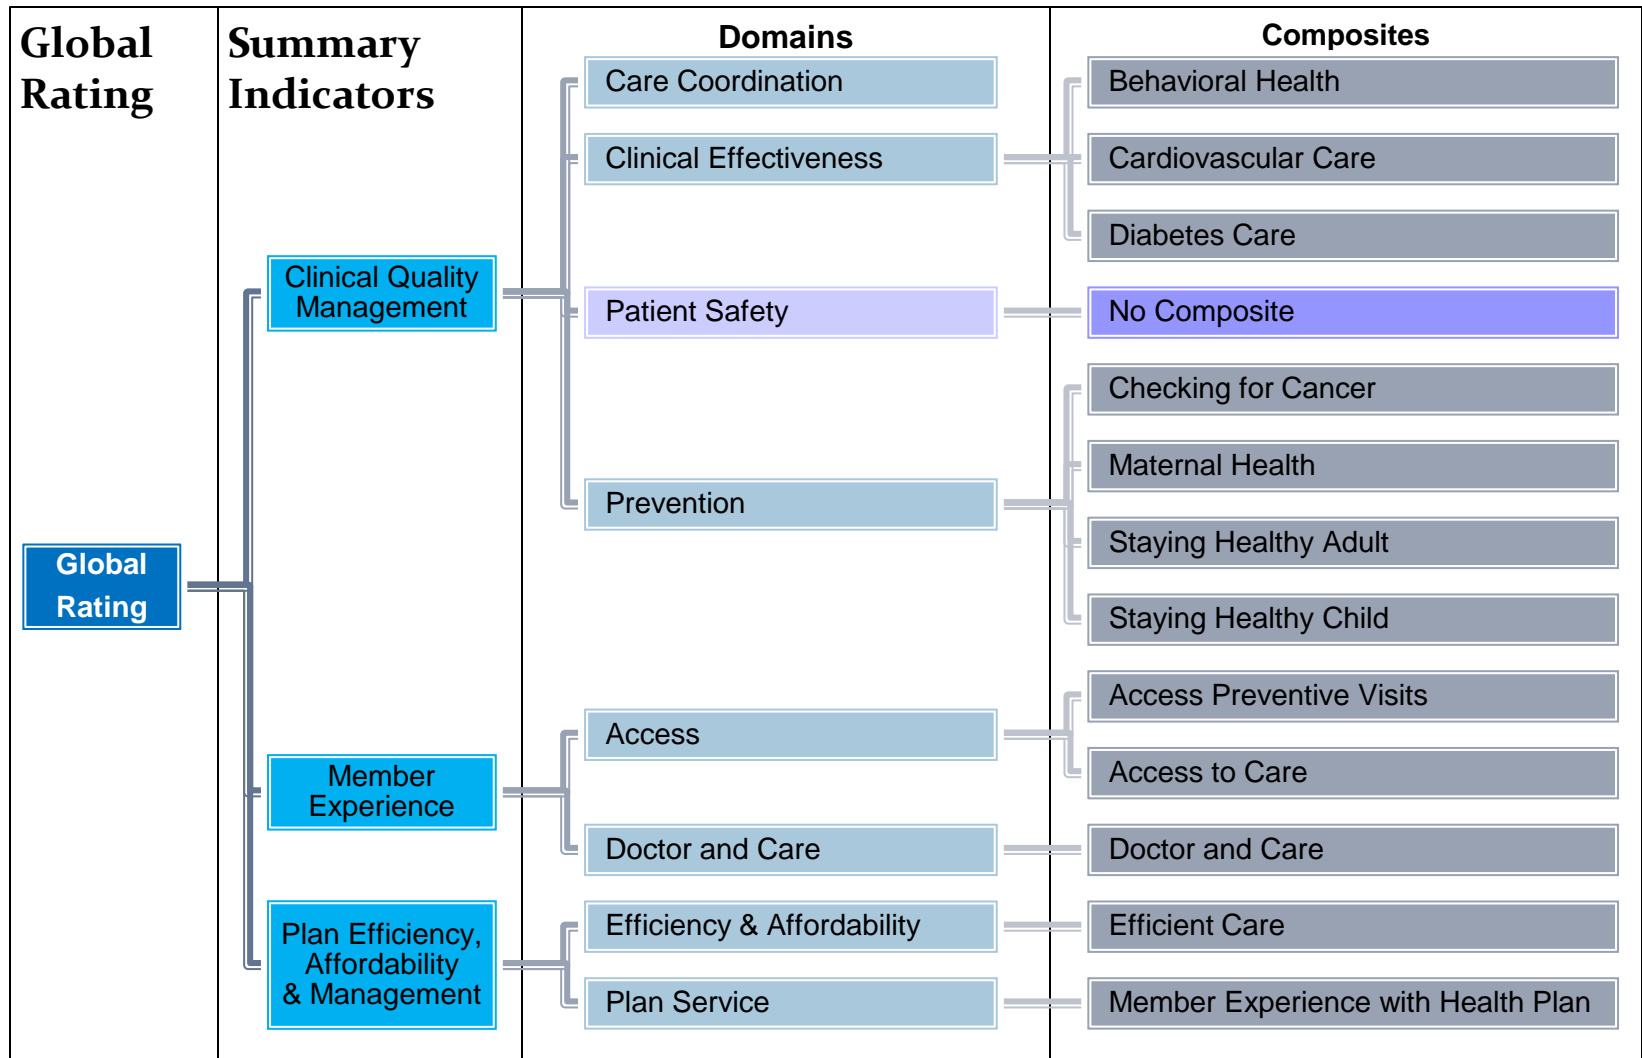 Global
Rating
Summary
Indicators
Domains
Composites
Global
Rating
Clinical Quality
Management
Member
Experience
Plan Efficiency,
Affordability
& Management
Care Coordination
Clinical Effectiveness
Patient Safety
Prevention
Access
Doctor and Care
Efficiency & Affordability
Plan Service
Behavioral Health
Cardiovascular Care
Diabetes Care
No Composite
Checking for Cancer
Maternal Health
Staying Healthy Adult
Staying Healthy Child
Access Preventive Visits
Access to Care
Doctor and Care
Efficient Care
Member Experience with Health Plan